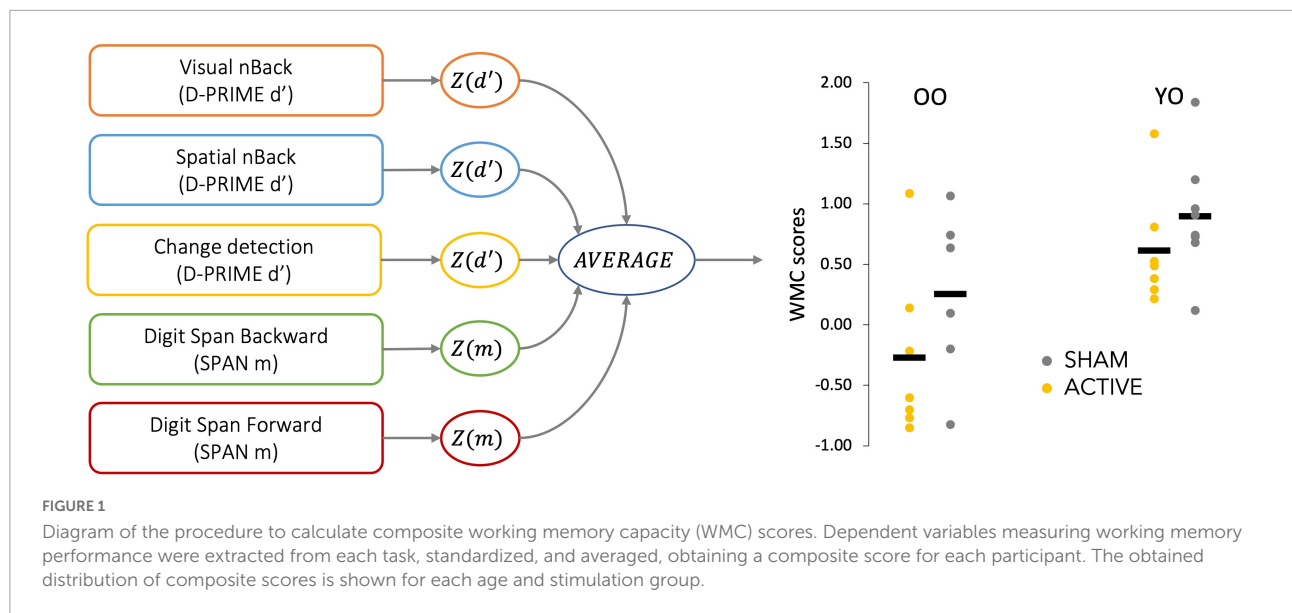 Visual nBack
(D-PRIME d’)
Z(d′)
Spatial nBack
(D-PRIME d’)
Z(d′)
Change detection
(D-PRIME d’)
Z(d′)
Digit Span Backward
(SPAN m)
Z(m)
Digit Span Forward
(SPAN m)
Z(m)
AVERAGE
WMC scores
2.00
1.50
1.00
0.50
0.00
-0.50
-1.00
OO
YO
SHAM
ACTIVE
FIGURE 1
Diagram of the procedure to calculate composite working memory capacity (WMC) scores. Dependent variables measuring working memory
performance were extracted from each task, standardized, and averaged, obtaining a composite score for each participant. The obtained
distribution of composite scores is shown for each age and stimulation group.